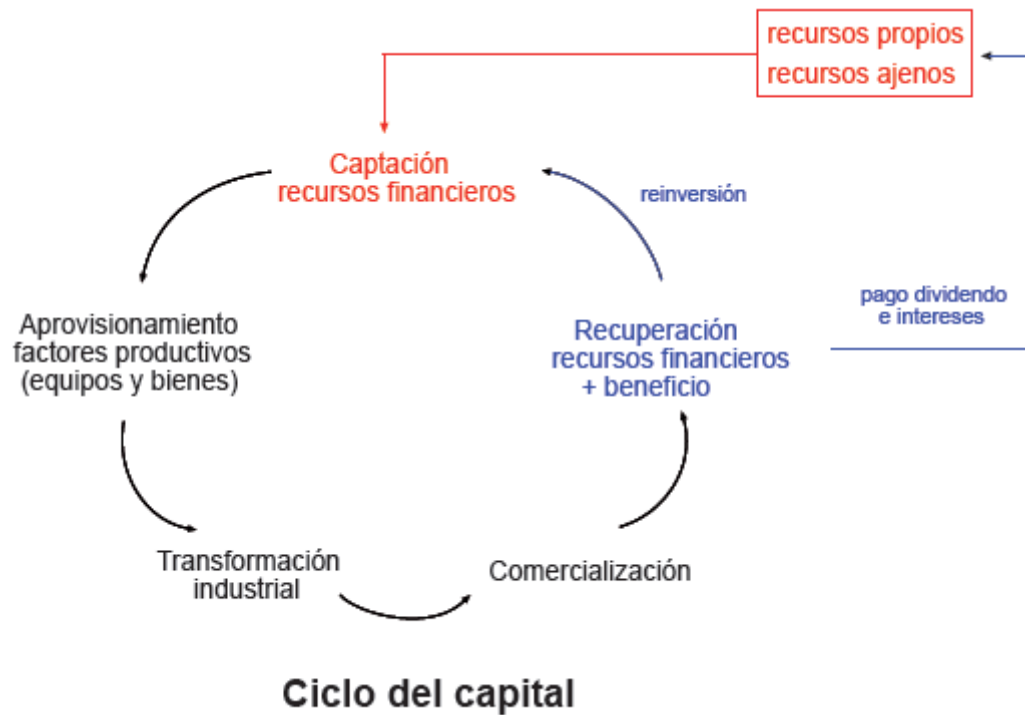 recursos propios
recursos ajenos
Captación
recursos financieros
reinversión
Aprovisionamiento
factores productivos
(equipos y bienes)
Recuperación
recursos financieros
+ beneficio
pago dividendo
e intereses
Transformación
industrial
Comercialización
Ciclo del capital